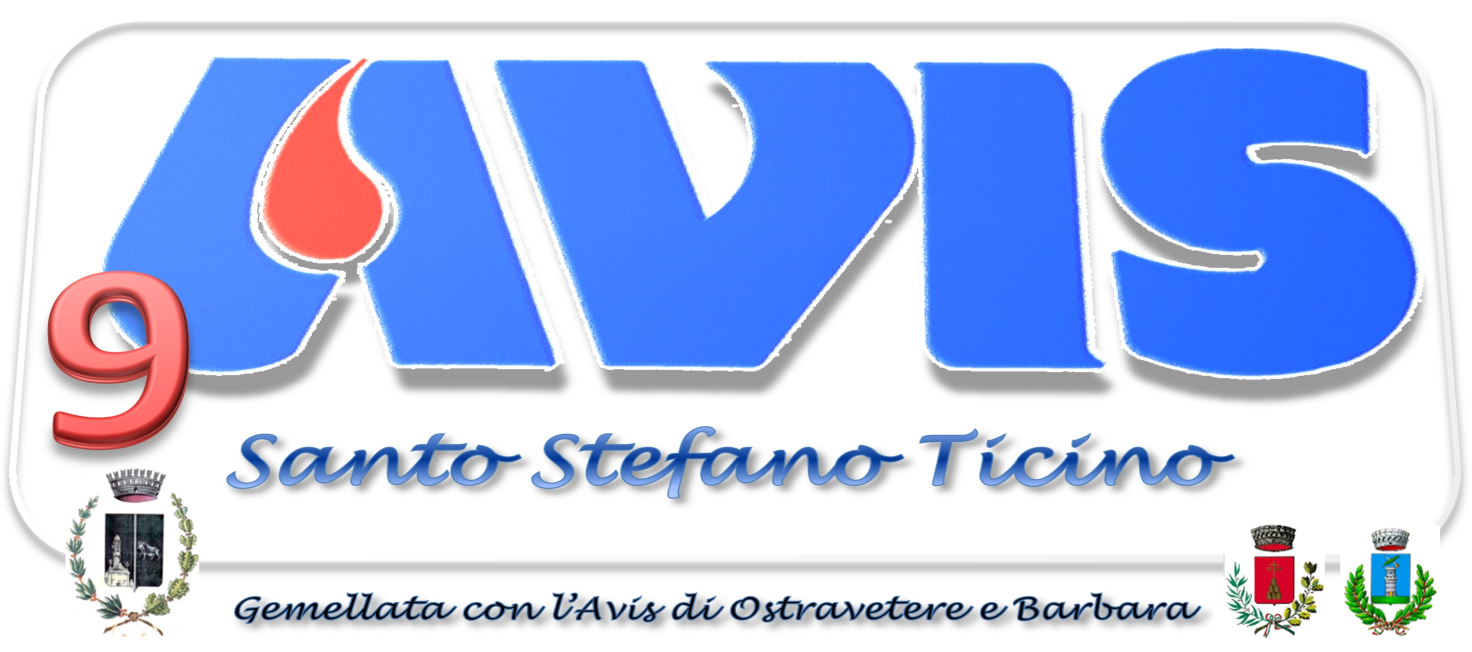 AVIS
9
Santo Stefano Ticino
Gemellata con l'Avis di Ostravetere e Barbara